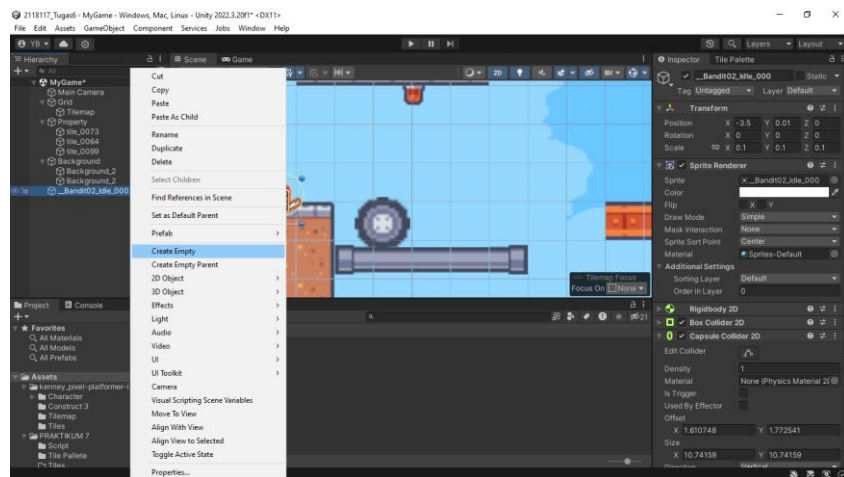 2118117_Tugas6 - MyGame - Windows, Mac, Linux - Unity 2022.3.20f1* <DX11>
File Edit Assets GameObject Component Services Jobs Window Help
YB
Layers Layout
Hierarchy
All
MyGame*
Main Camera
Grid
Tilemap
Property
tile_0073
tile_0064
tile_0099
Background
Background_2
Background_2
__Bandit02_Idle_000
Cut
Copy
Paste
Paste As Child
Rename
Duplicate
Delete
Select Children
Find References in Scene
Set as Default Parent
Prefab
Create Empty
Create Empty Parent
2D Object
3D Object
Effects
Light
Audio
Video
UI
UI Toolkit
Camera
Visual Scripting Scene Variables
Move To View
Align With View
Align View to Selected
Toggle Active State
Properties...
Scene Game
2D
Tilemap Focus
Focus On None
Project Console
21
Favorites
All Materials
All Models
All Prefabs
Assets
kenney_pixel-platformer-i
Character
Construct 3
Tilemap
Tiles
PRAKTIKUM 7
Script
Tile Pallete
Tiles
Inspector Tile Palette
__Bandit02_Idle_000 Static
Tag Untagged Layer Default
Transform
Position X -3.5 Y 0.01 Z 0
Rotation X 0 Y 0 Z 0
Scale X 0.1 Y 0.1 Z 0.1
Sprite Renderer
Sprite __Bandit02_Idle_000
Color
Flip X Y
Draw Mode Simple
Mask Interaction None
Sprite Sort Point Center
Material Sprites-Default
Additional Settings
Sorting Layer Default
Order in Layer 0
Rigidbody 2D
Box Collider 2D
Capsule Collider 2D
Edit Collider
Density 1
Material None (Physics Material 2
Is Trigger
Used By Effector
Offset
X 1.610748 Y 1.772541
Size
X 10.74159 Y 10.74159
Direction Vertical